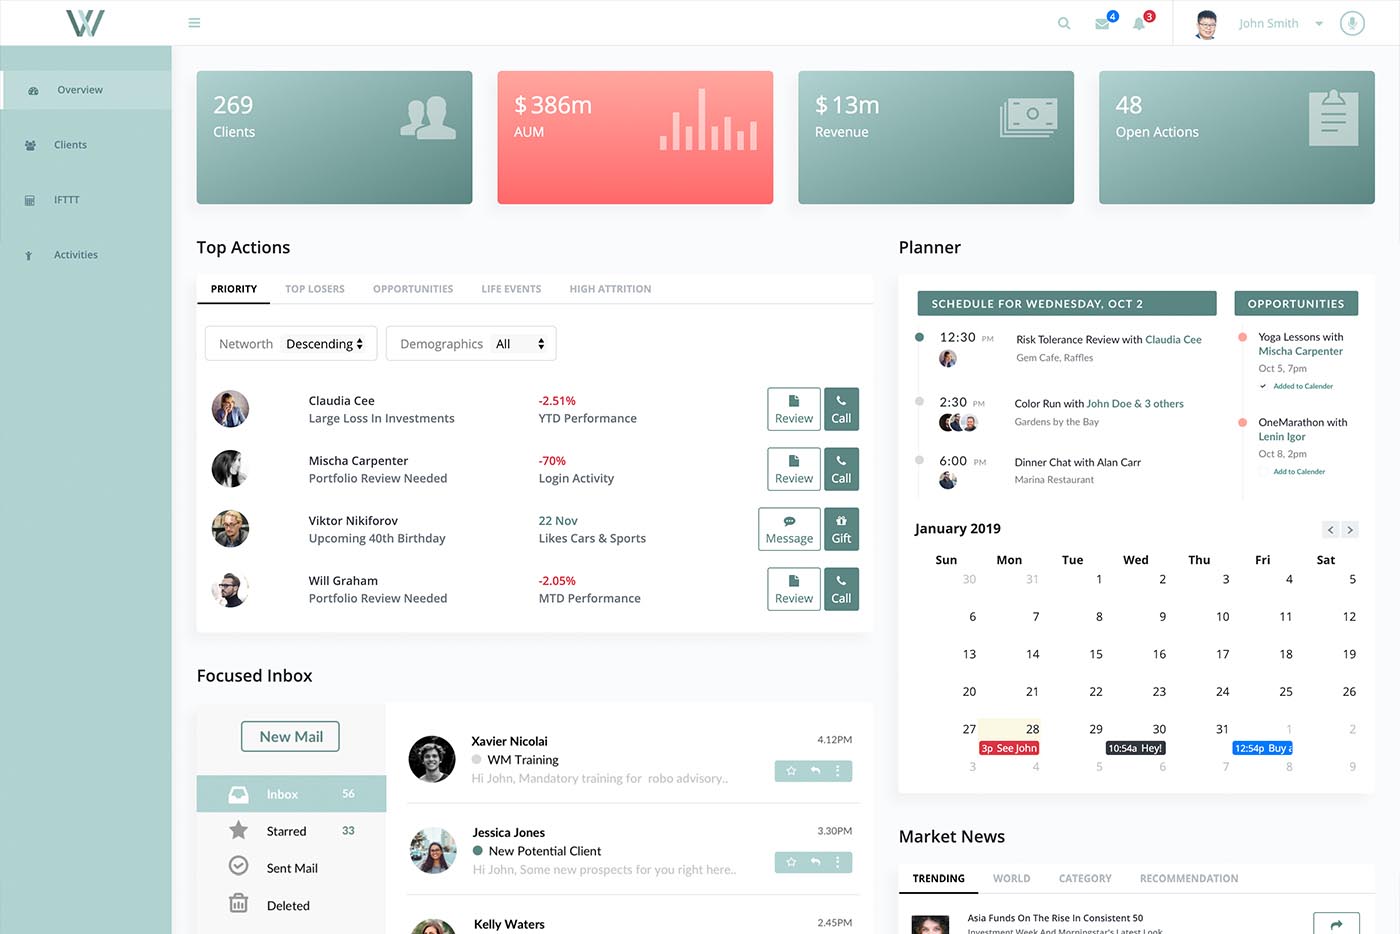 W
4
3
John Smith
Overview
Clients
IFTTT
Activities
269
Clients
$ 386m
AUM
$ 13m
Revenue
48
Open Actions
Top Actions
PRIORITY TOP LOSERS OPPORTUNITIES LIFE EVENTS HIGH ATTRITION
Networth Descending
Demographics All
Claudia Cee
Large Loss In Investments
-2.51%
YTD Performance
Review
Call
Mischa Carpenter
Portfolio Review Needed
-70%
Login Activity
Review
Call
Viktor Nikiforov
Upcoming 40th Birthday
22 Nov
Likes Cars & Sports
Message
Gift
Will Graham
Portfolio Review Needed
-2.05%
MTD Performance
Review
Call
Focused Inbox
New Mail
Inbox 56
Starred 33
Sent Mail
Deleted
Xavier Nicolai
WM Training
Hi John, Mandatory training for robo advisory..
4.12PM
Jessica Jones
New Potential Client
Hi John, Some new prospects for you right here..
3.30PM
Kelly Waters
2.45PM
Planner
SCHEDULE FOR WEDNESDAY, OCT 2
12:30 PM
Risk Tolerance Review with Claudia Cee
Gem Cafe, Raffles
2:30 PM
Color Run with John Doe & 3 others
Gardens by the Bay
6:00 PM
Dinner Chat with Alan Carr
Marina Restaurant
OPPORTUNITIES
Yoga Lessons with
Mischa Carpenter
Oct 5, 7pm
Added to Calender
OneMarathon with
Lenin Igor
Oct 8, 2pm
Add to Calender
January 2019
Sun Mon Tue Wed Thu Fri Sat
30 31 1 2 3 4 5
6 7 8 9 10 11 12
13 14 15 16 17 18 19
20 21 22 23 24 25 26
27 28 29 30 31 1 2
3p See John 10:54a Hey! 12:54p Buy a
3 4 5 6 7 8 9
Market News
TRENDING WORLD CATEGORY RECOMMENDATION
Asia Funds On The Rise In Consistent 50
Investment Week And Morningstar's Latest Look